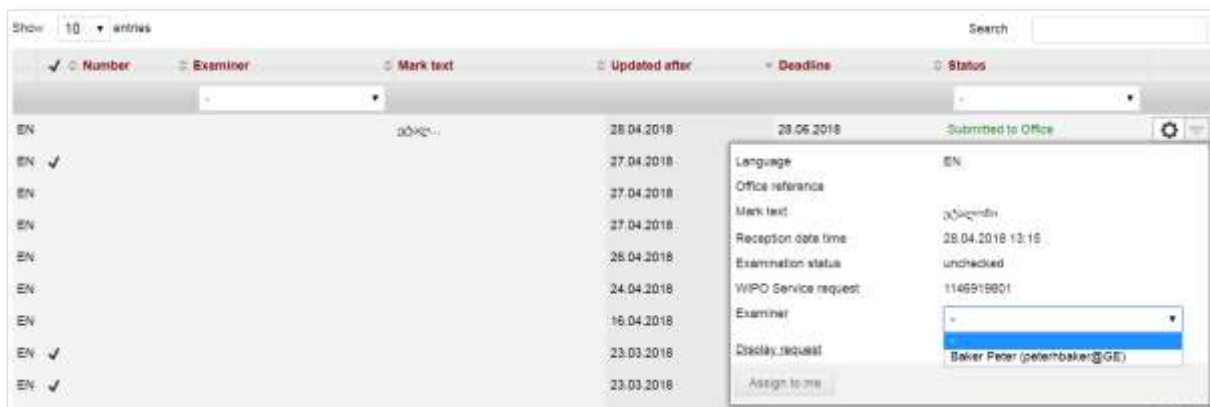 Show 10 entries Search
Number Examiner Mark text Updated after Deadline Status
- -
EN 28.04.2018 28.06.2018 Submitted to Office
EN ✓ 27.04.2018
EN 27.04.2018
EN 27.04.2018
EN 26.04.2018
EN 24.04.2018
EN 16.04.2018
EN ✓ 23.03.2018
EN ✓ 23.03.2018
Language EN
Office reference
Mark text
Reception date time 28.04.2018 13:15
Examination status unchecked
WIPO Service request 1146919801
Examiner -
-
Baker Peter (peterhbaker@GE)
Display request
Assign to me